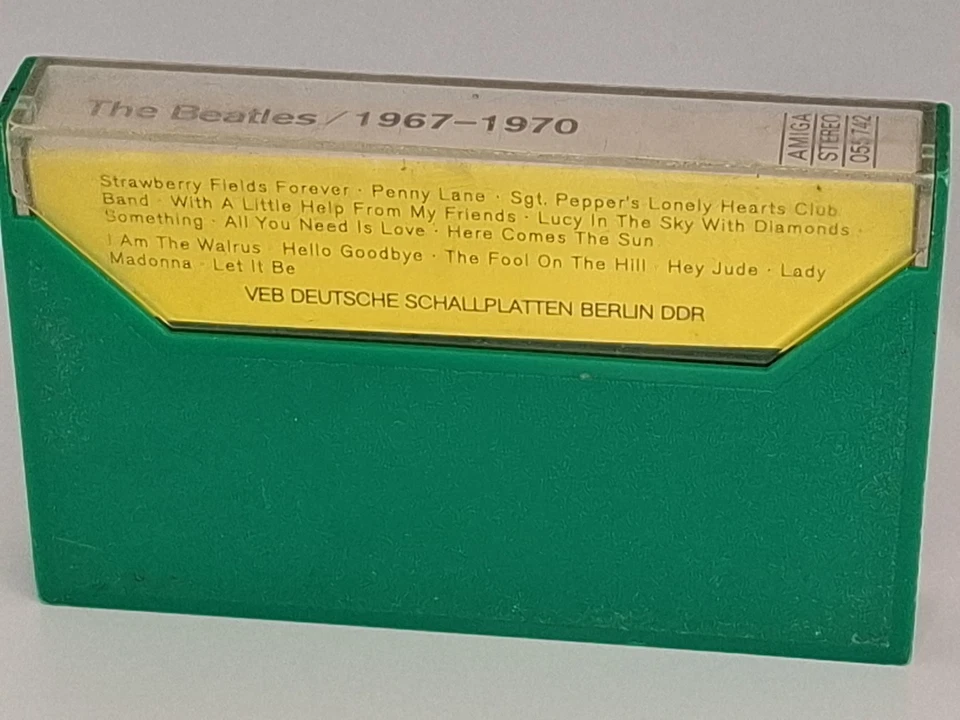 The Beatles / 1967–1970
AMIGA
STEREO
055 742
Strawberry Fields Forever · Penny Lane · Sgt. Pepper's Lonely Hearts Club
Band · With A Little Help From My Friends · Lucy In The Sky With Diamonds ·
Something · All You Need Is Love · Here Comes The Sun
I Am The Walrus · Hello Goodbye · The Fool On The Hill · Hey Jude · Lady
Madonna · Let It Be
VEB DEUTSCHE SCHALLPLATTEN BERLIN DDR